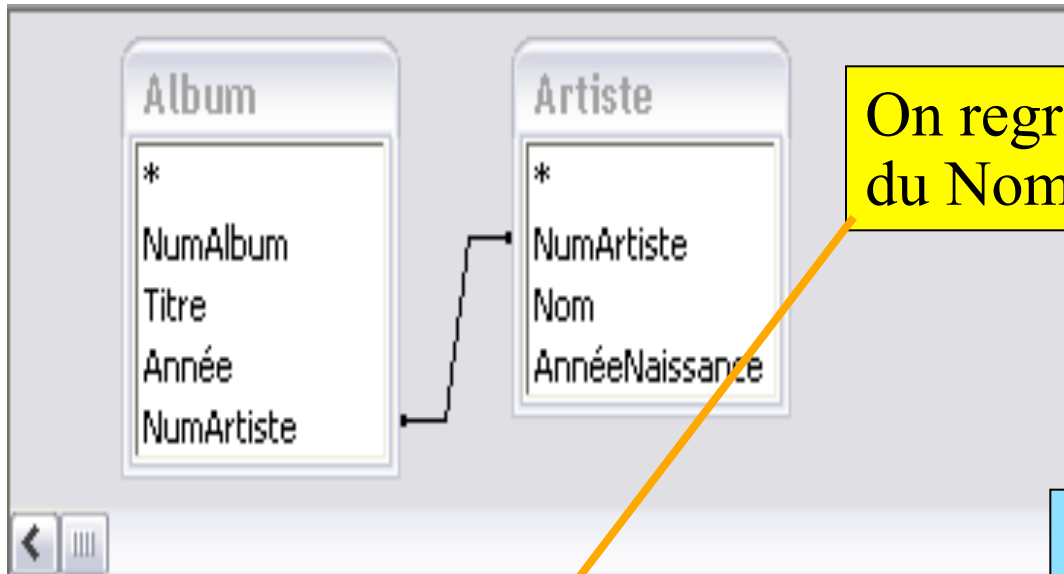 Album
*
NumAlbum
Titre
Année
NumArtiste
Artiste
*
NumArtiste
Nom
AnnéeNaissance
On regr
du Nom